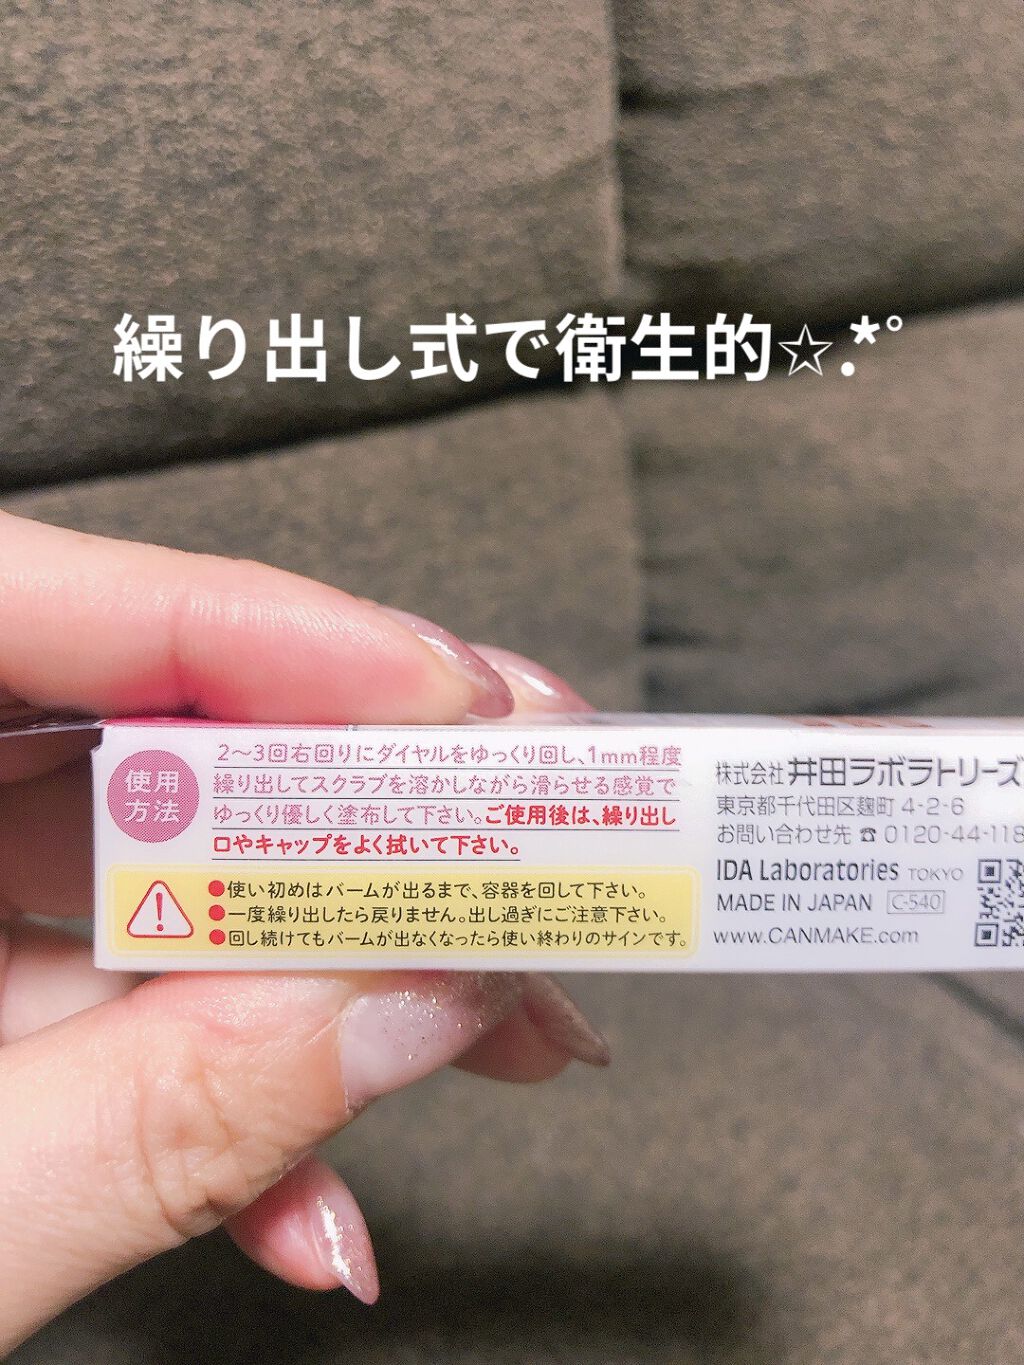 繰り出し式で衛生的☆.*ﾟ
使用
方法
2〜3回右回りにダイヤルをゆっくり回し、1mm程度
繰り出してスクラブを溶かしながら滑らせる感覚で
ゆっくり優しく塗布して下さい。ご使用後は、繰り出し
口やキャップをよく拭いて下さい。
●使い初めはバームが出るまで、容器を回して下さい。
●一度繰り出したら戻りません。出し過ぎにご注意下さい。
●回し続けてもバームが出なくなったら使い終わりのサインです。
株式会社 井田ラボラトリーズ
東京都千代田区麹町 4-2-6
お問い合わせ先 ☎ 0120-44-118
IDA Laboratories TOKYO
MADE IN JAPAN C-540
www.CANMAKE.com